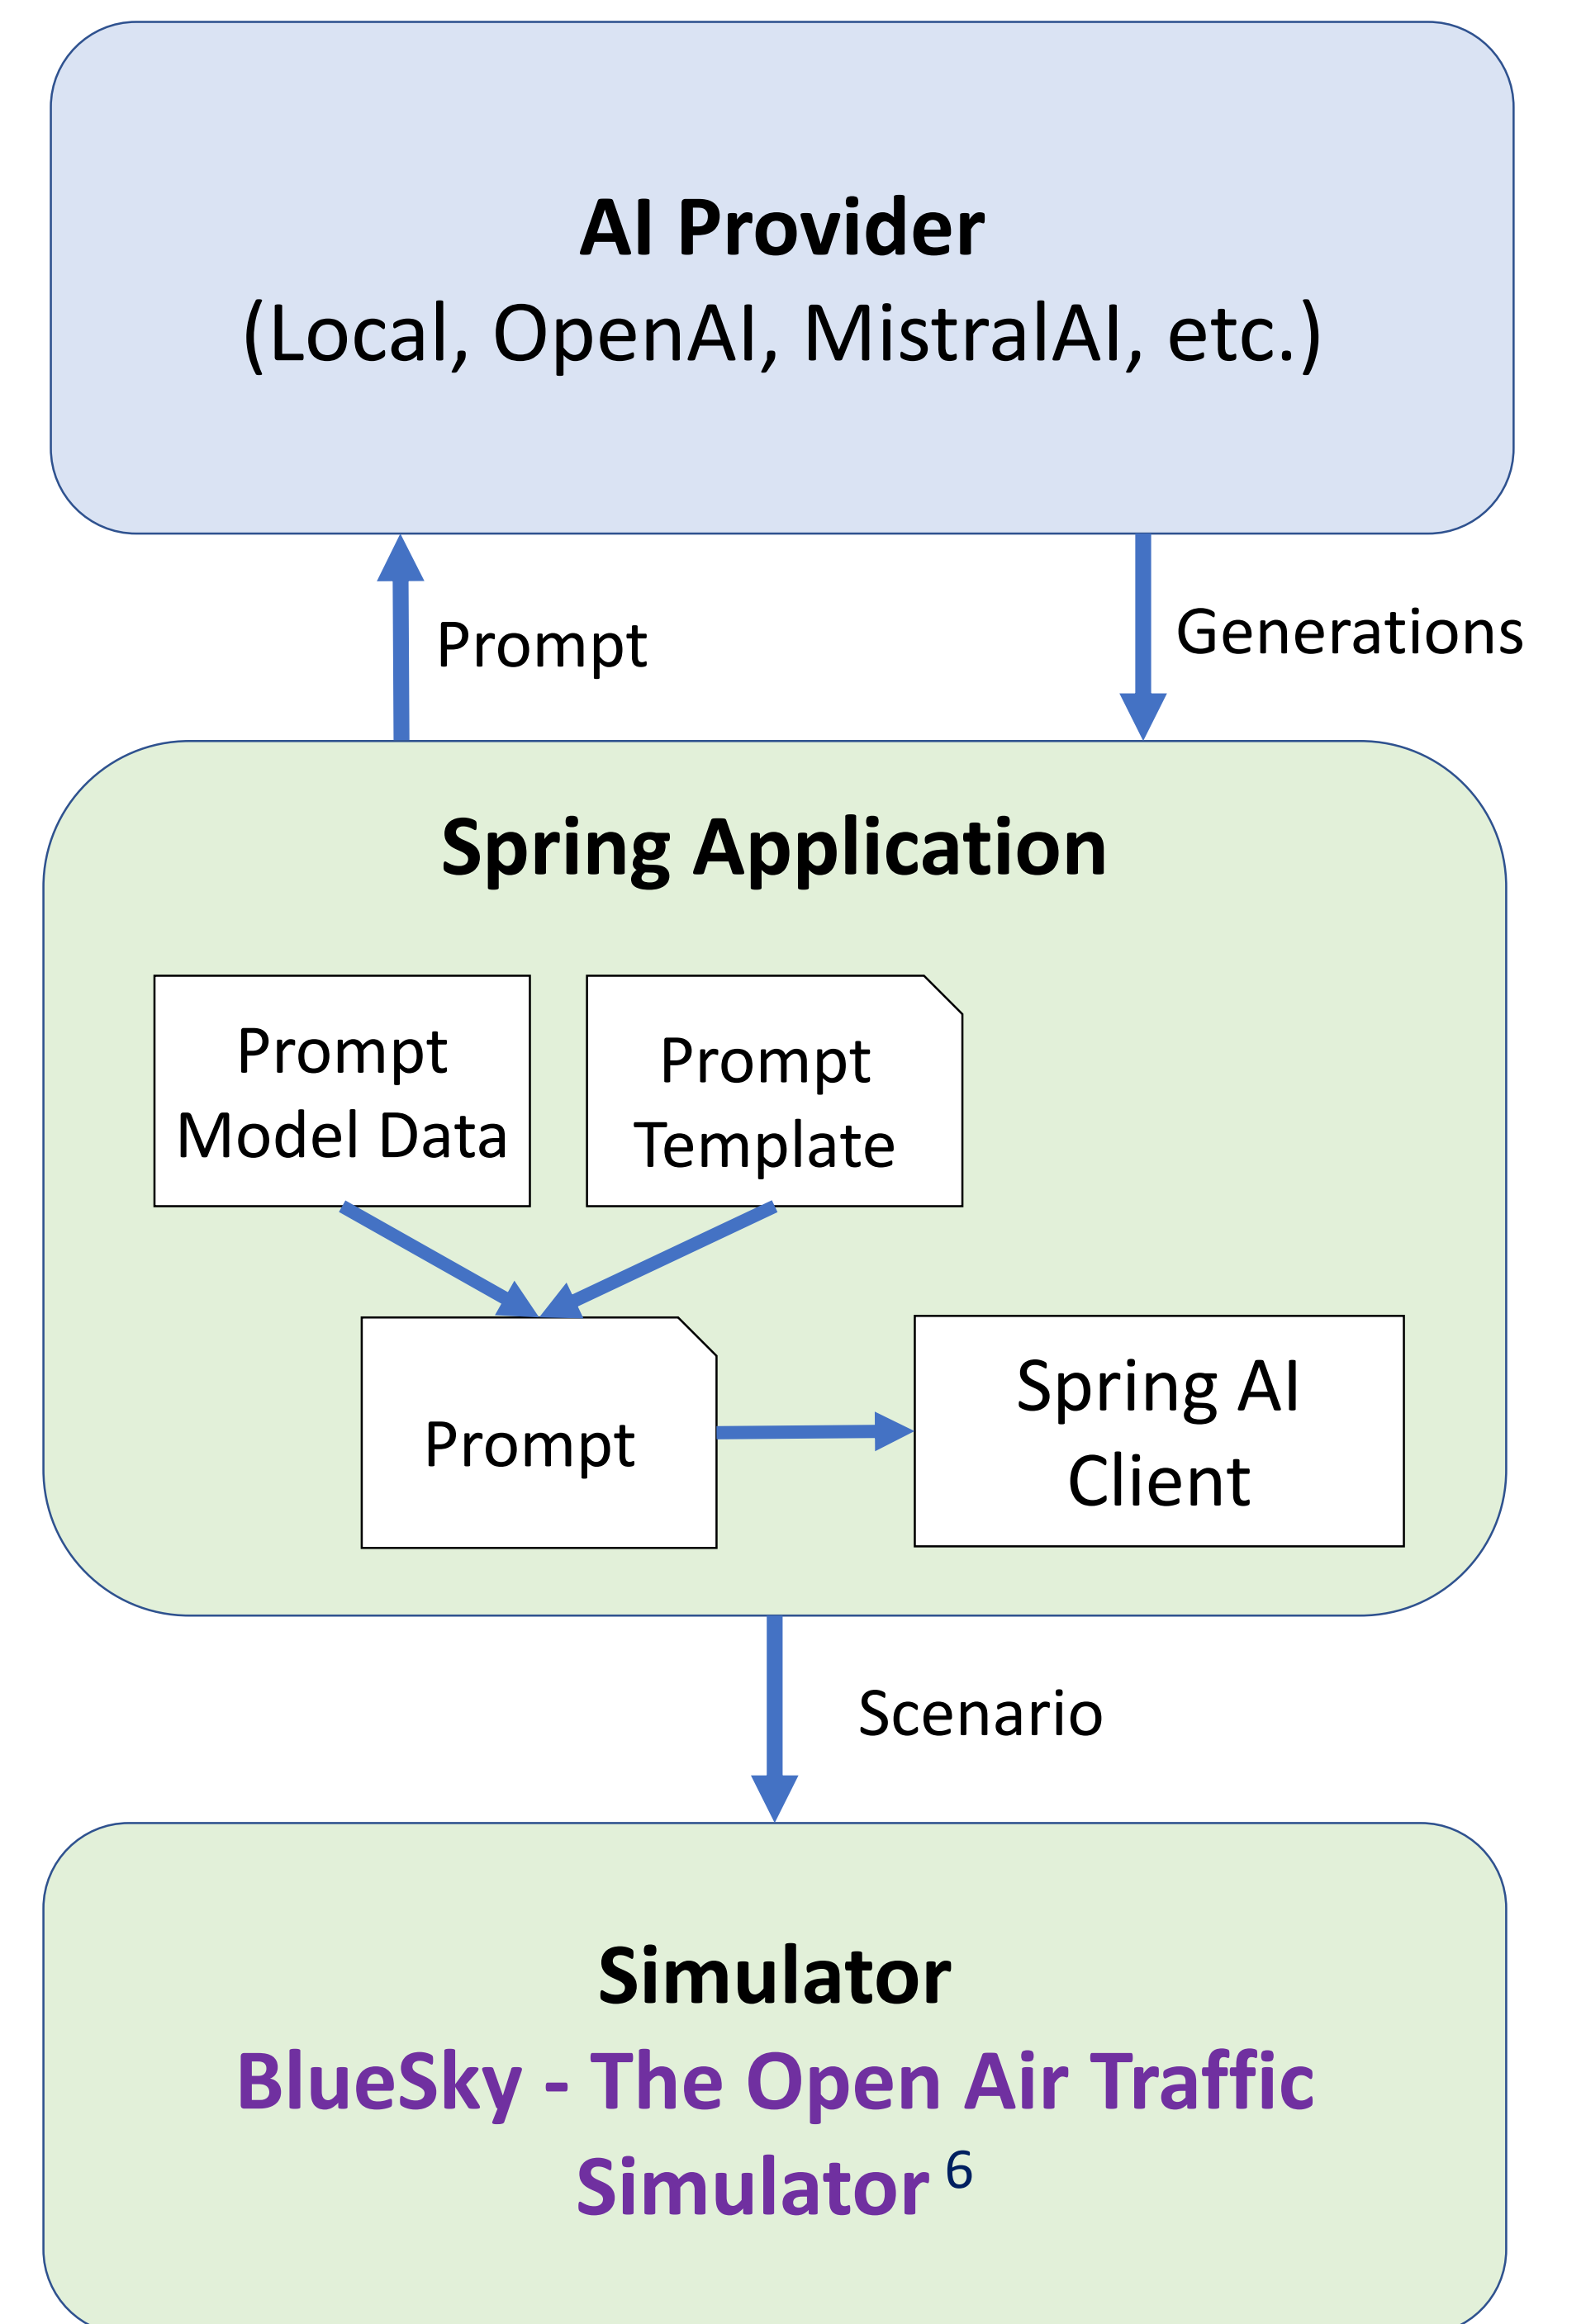 AI Provider
(Local, OpenAI, MistralAI, etc.)
Prompt
Generations
Spring Application
Prompt
Model Data
Prompt
Template
Prompt
Spring AI
Client
Scenario
Simulator
BlueSky - The Open Air Traffic
Simulator 6